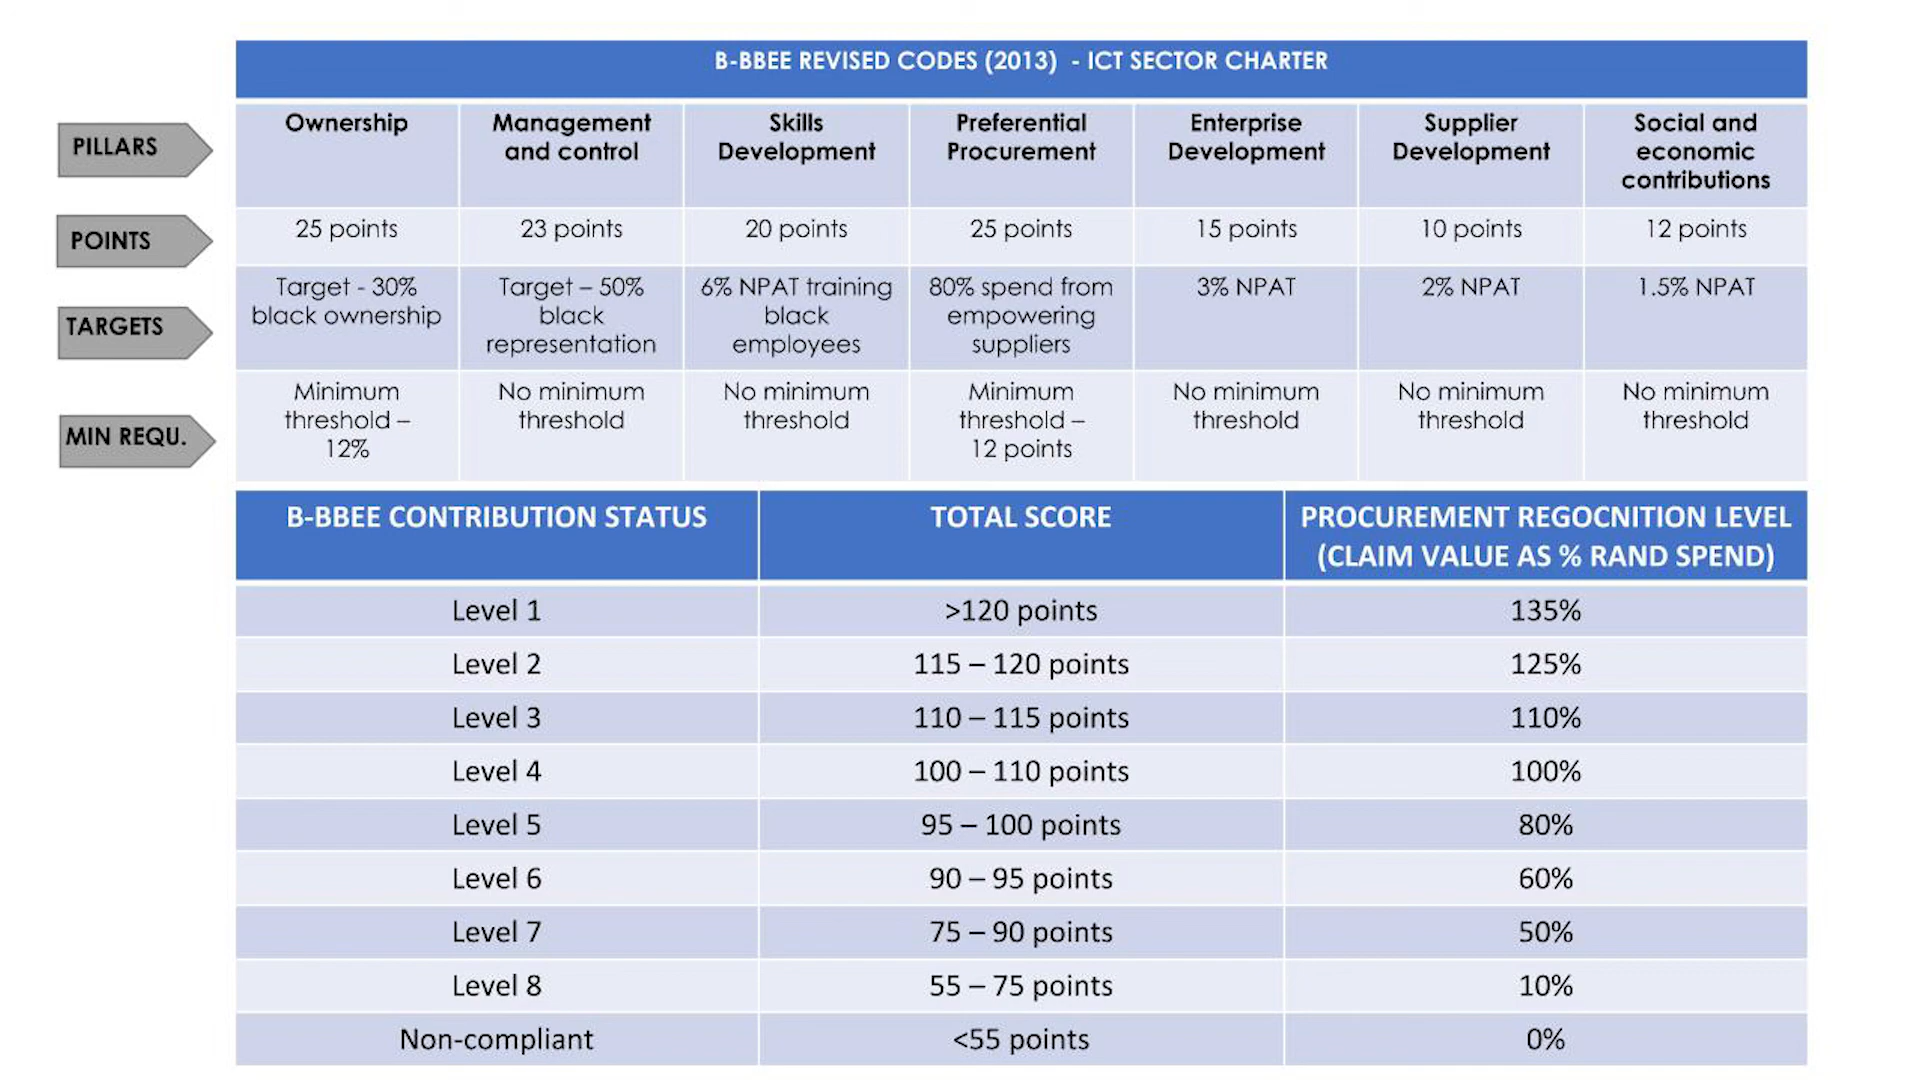 B-BBEE REVISED CODES (2013) - ICT SECTOR CHARTER
PILLARS
Ownership
Management
and control
Skills
Development
Preferential
Procurement
Enterprise
Development
Supplier
Development
Social and
economic
contributions
POINTS
25 points
23 points
20 points
25 points
15 points
10 points
12 points
TARGETS
Target - 30%
black ownership
Target – 50%
black
representation
6% NPAT training
black
employees
80% spend from
empowering
suppliers
3% NPAT
2% NPAT
1.5% NPAT
MIN REQU.
Minimum
threshold –
12%
No minimum
threshold
No minimum
threshold
Minimum
threshold –
12 points
No minimum
threshold
No minimum
threshold
No minimum
threshold
B-BBEE CONTRIBUTION STATUS
TOTAL SCORE
PROCUREMENT REGOCNITION LEVEL
(CLAIM VALUE AS % RAND SPEND)
Level 1
>120 points
135%
Level 2
115 – 120 points
125%
Level 3
110 – 115 points
110%
Level 4
100 – 110 points
100%
Level 5
95 – 100 points
80%
Level 6
90 – 95 points
60%
Level 7
75 – 90 points
50%
Level 8
55 – 75 points
10%
Non-compliant
<55 points
0%